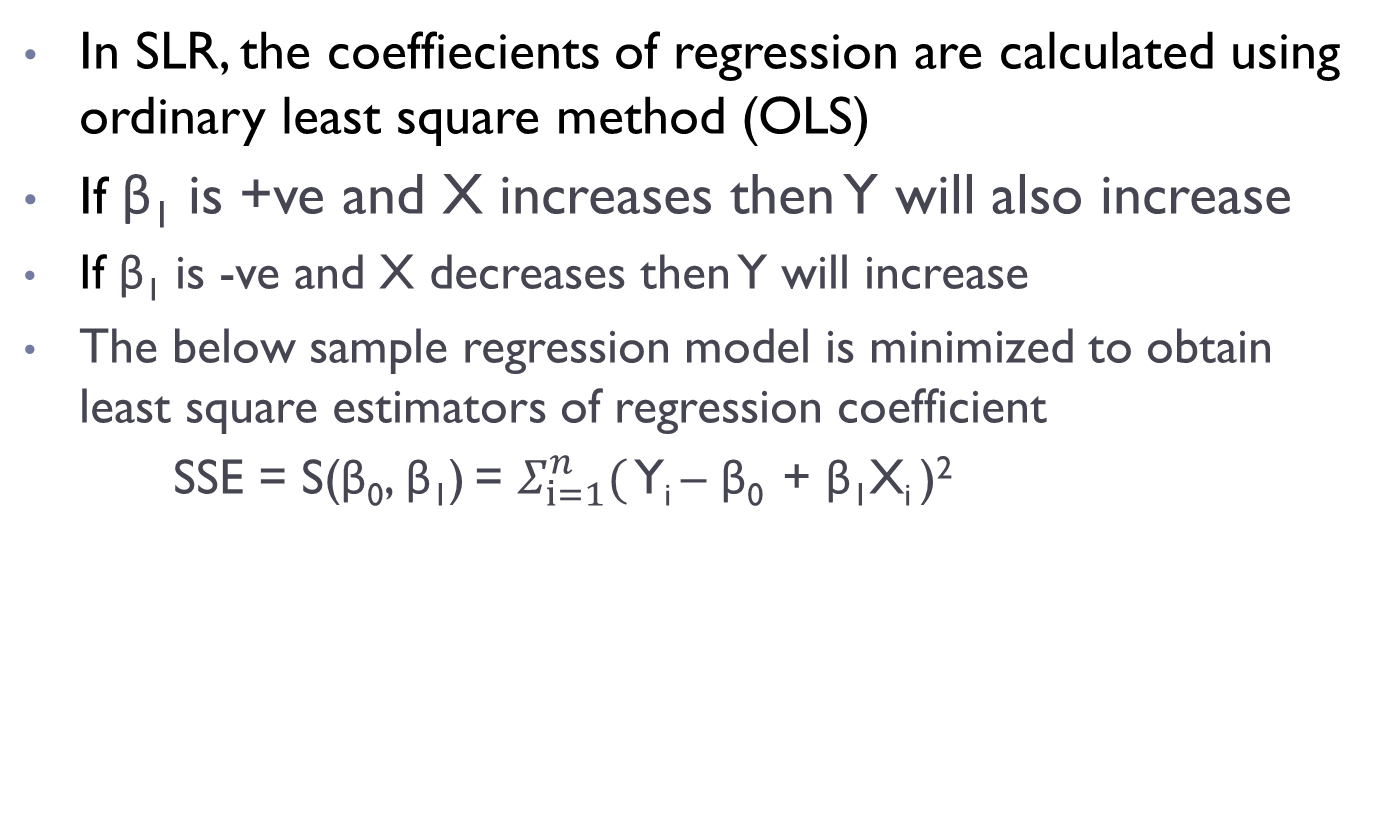 • In SLR, the coeffiecients of regression are calculated using
ordinary least square method (OLS)
• If β₁ is +ve and X increases then Y will also increase
• If β₁ is -ve and X decreases then Y will increase
• The below sample regression model is minimized to obtain
least square estimators of regression coefficient
SSE = S(β₀, β₁) = Σⁿᵢ₌₁(Yᵢ – β₀ + β₁Xᵢ)²